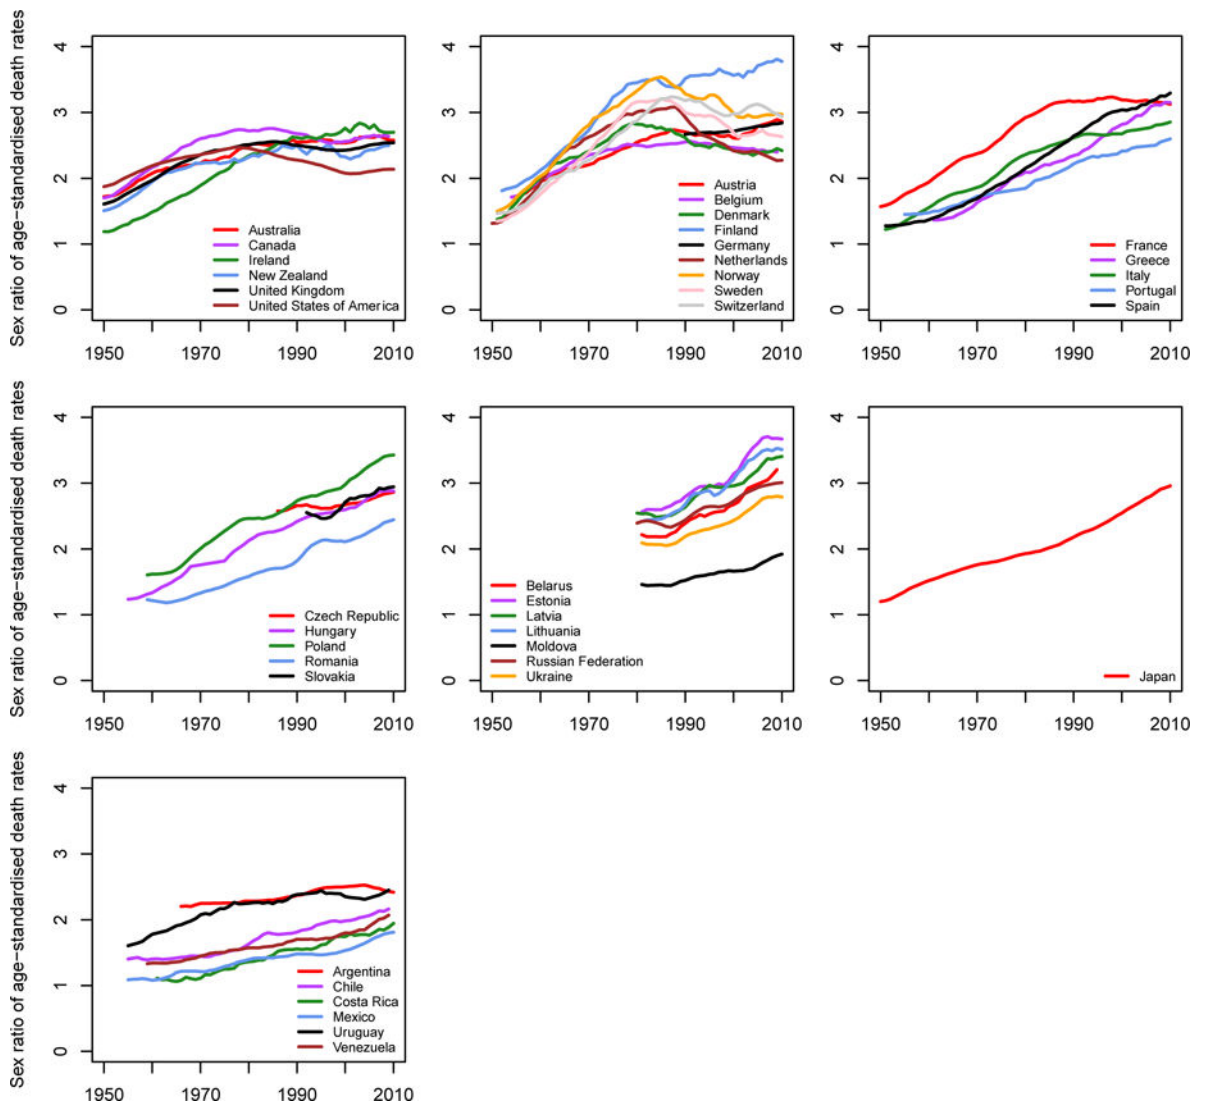 Sex ratio of age-standardised death rates
4
3
2
1
0
Australia
Canada
Ireland
New Zealand
United Kingdom
United States of America
1950 1970 1990 2010
4
3
2
1
0
Austria
Belgium
Denmark
Finland
Germany
Netherlands
Norway
Sweden
Switzerland
1950 1970 1990 2010
4
3
2
1
0
France
Greece
Italy
Portugal
Spain
1950 1970 1990 2010
Sex ratio of age-standardised death rates
4
3
2
1
0
Czech Republic
Hungary
Poland
Romania
Slovakia
1950 1970 1990 2010
4
3
2
1
0
Belarus
Estonia
Latvia
Lithuania
Moldova
Russian Federation
Ukraine
1950 1970 1990 2010
4
3
2
1
0
Japan
1950 1970 1990 2010
Sex ratio of age-standardised death rates
4
3
2
1
0
Argentina
Chile
Costa Rica
Mexico
Uruguay
Venezuela
1950 1970 1990 2010